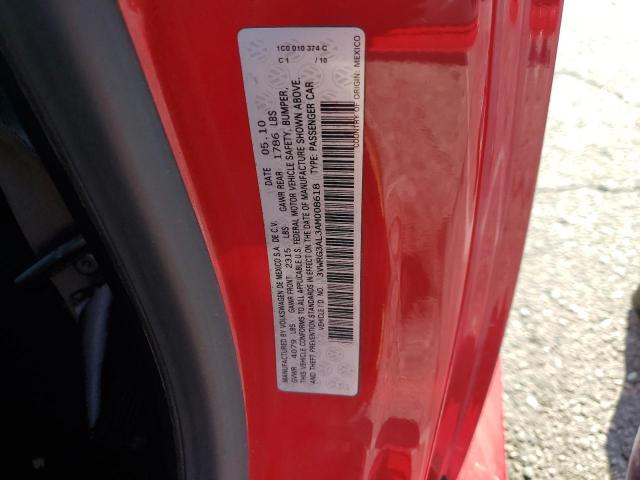 MANUFACTURED BY VOLKSWAGEN DE MEXICO S.A. DE C.V. DATE 05.10
GVWR 4079 LBS GAWR FRONT 2315 LBS GAWR REAR 1786 LBS
THIS VEHICLE CONFORMS TO ALL APPLICABLE U.S. FEDERAL MOTOR VEHICLE SAFETY, BUMPER,
AND THEFT PREVENTION STANDARDS IN EFFECT ON THE DATE OF MANUFACTURE SHOWN ABOVE.
VEHICLE I.D. NO. 3VWRG3AL3AM008618 TYPE: PASSENGER CAR
1C0 010 374 C
C 1 / 10
COUNTRY OF ORIGIN: MEXICO